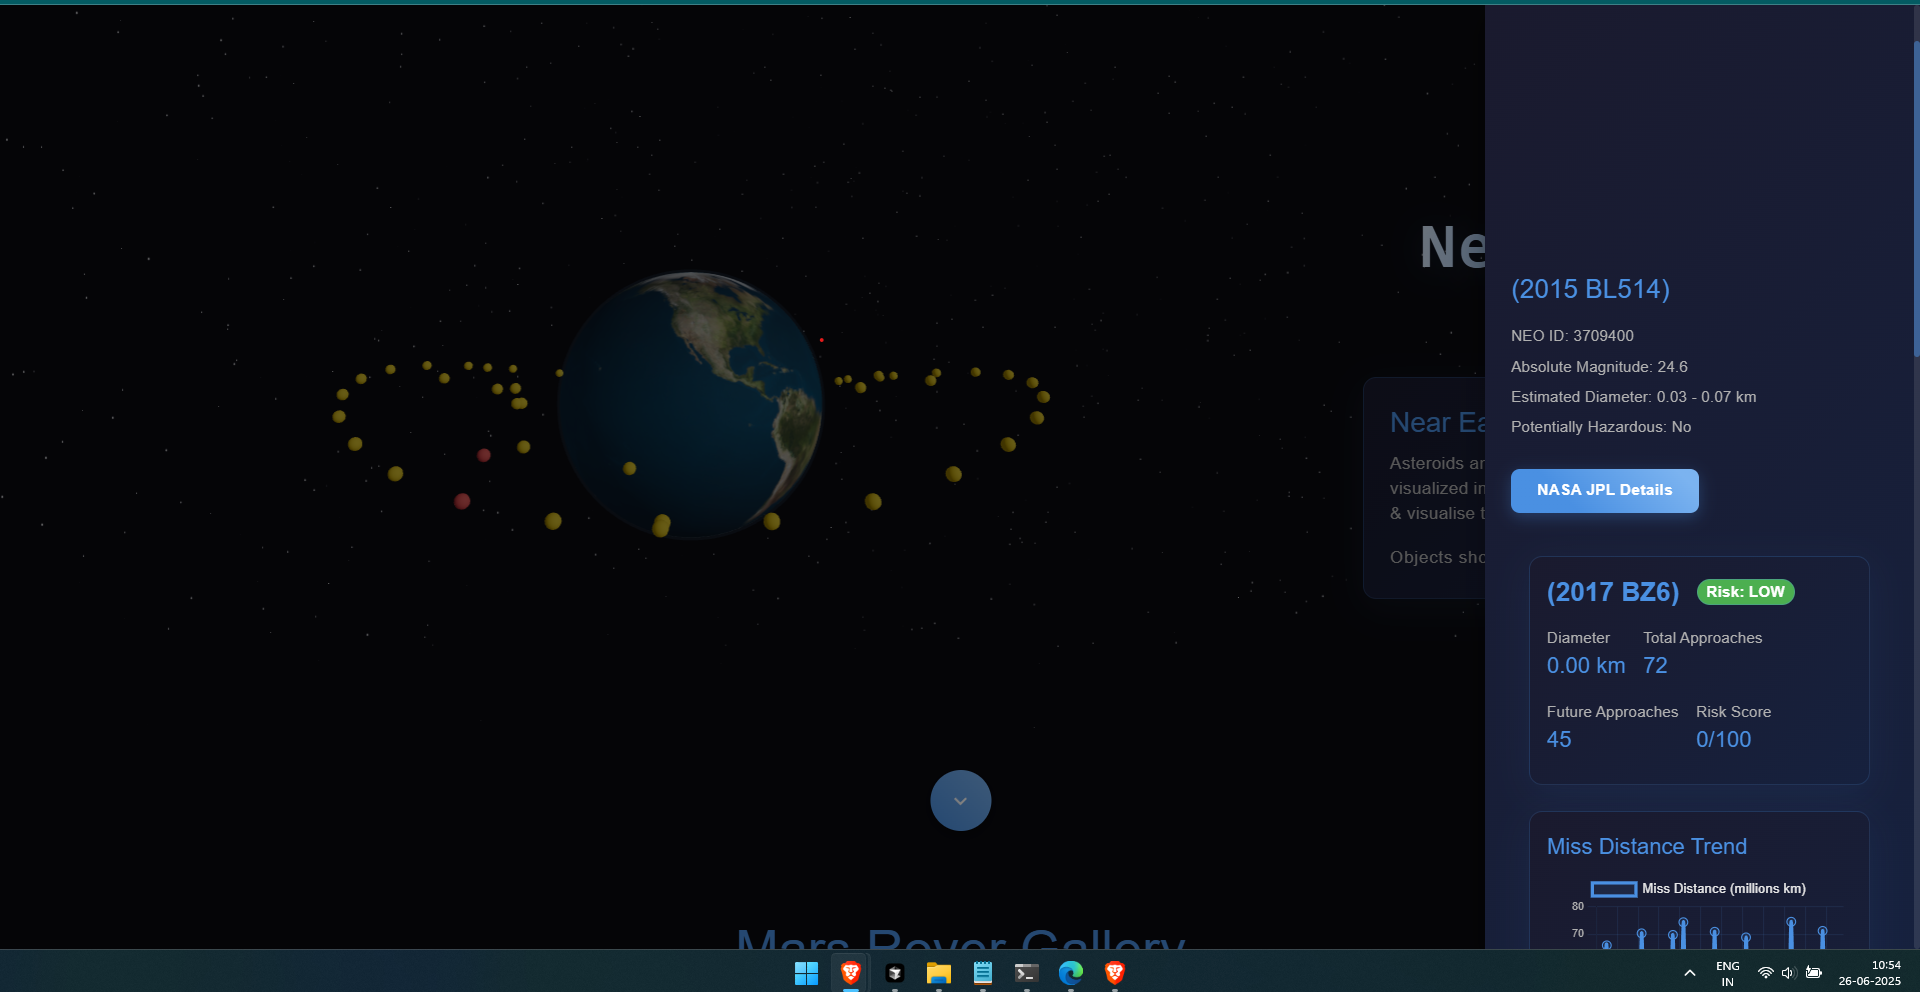 Ne
Near Ea
Asteroids ar
visualized in
& visualise t
Objects sho
Mars Rover Gallery
(2015 BL514)
NEO ID: 3709400
Absolute Magnitude: 24.6
Estimated Diameter: 0.03 - 0.07 km
Potentially Hazardous: No
NASA JPL Details
(2017 BZ6) Risk: LOW
Diameter Total Approaches
0.00 km 72
Future Approaches Risk Score
45 0/100
Miss Distance Trend
Miss Distance (millions km)
80
70
ENG
IN
10:54
26-06-2025